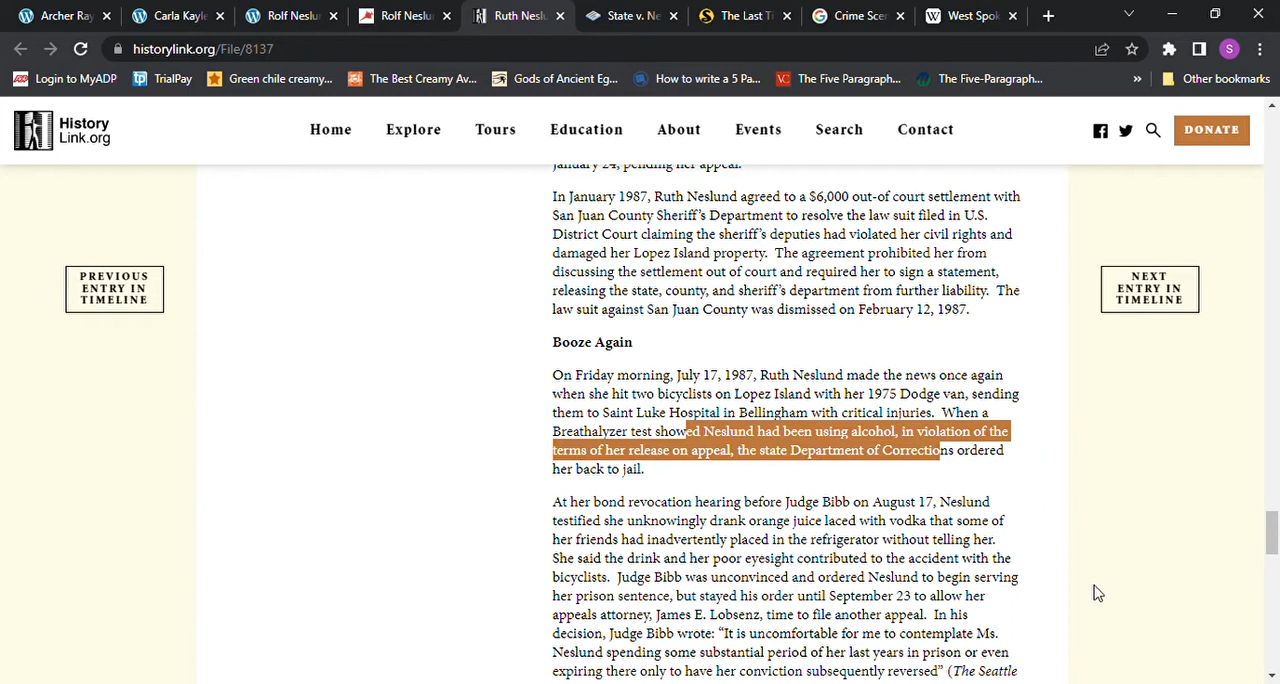 Archer Ray
Carla Kayle
Rolf Neslur
Rolf Neslu
Ruth Neslu
State v. Ne
The Last Ti
Crime Scen
West Spok
historylink.org/File/8137
S
Login to MyADP
TrialPay
Green chile creamy...
The Best Creamy Av...
Gods of Ancient Eg...
How to write a 5 Pa...
The Five Paragraph...
The Five-Paragraph...
»
Other bookmarks
History
Link.org
Home
Explore
Tours
Education
About
Events
Search
Contact
DONATE
PREVIOUS
ENTRY IN
TIMELINE
January 24, pending her appeal.
In January 1987, Ruth Neslund agreed to a $6,000 out-of court settlement with
San Juan County Sheriff's Department to resolve the law suit filed in U.S.
District Court claiming the sheriff's deputies had violated her civil rights and
damaged her Lopez Island property.  The agreement prohibited her from
discussing the settlement out of court and required her to sign a statement,
releasing the state, county, and sheriff's department from further liability.  The
law suit against San Juan County was dismissed on February 12, 1987.
Booze Again
On Friday morning, July 17, 1987, Ruth Neslund made the news once again
when she hit two bicyclists on Lopez Island with her 1975 Dodge van, sending
them to Saint Luke Hospital in Bellingham with critical injuries.  When a
Breathalyzer test showed Neslund had been using alcohol, in violation of the
terms of her release on appeal, the state Department of Corrections ordered
her back to jail.
At her bond revocation hearing before Judge Bibb on August 17, Neslund
testified she unknowingly drank orange juice laced with vodka that some of
her friends had inadvertently placed in the refrigerator without telling her.
She said the drink and her poor eyesight contributed to the accident with the
bicyclists.  Judge Bibb was unconvinced and ordered Neslund to begin serving
her prison sentence, but stayed his order until September 23 to allow her
appeals attorney, James E. Lobsenz, time to file another appeal.  In his
decision, Judge Bibb wrote: “It is uncomfortable for me to contemplate Ms.
Neslund spending some substantial period of her last years in prison or even
expiring there only to have her conviction subsequently reversed” (The Seattle
NEXT
ENTRY IN
TIMELINE